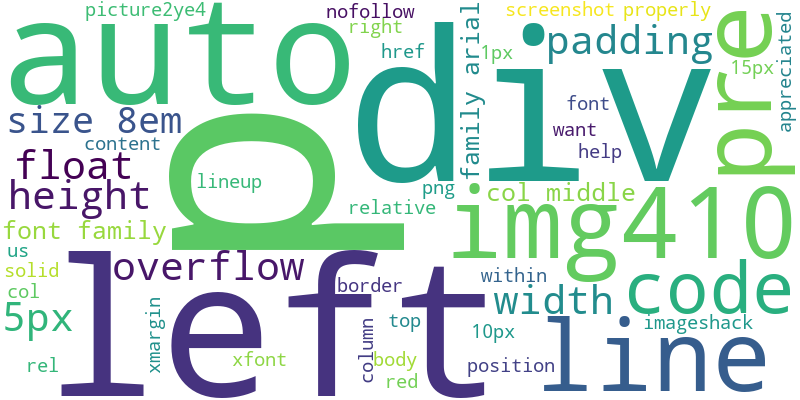 picture2ye4
nofollow
screenshot properly
auto
right
href
div
padding
pre
appreciated
family arial
1px
15px
size 8em
font
content
want
help
float
p
lineup
png
col middle
img410
height
relative
font family
us
overflow
left
solid
border
within
code
col
width
5px
xmargin
column
top
10px
line
imageshack
rel
xfont
body
red
position